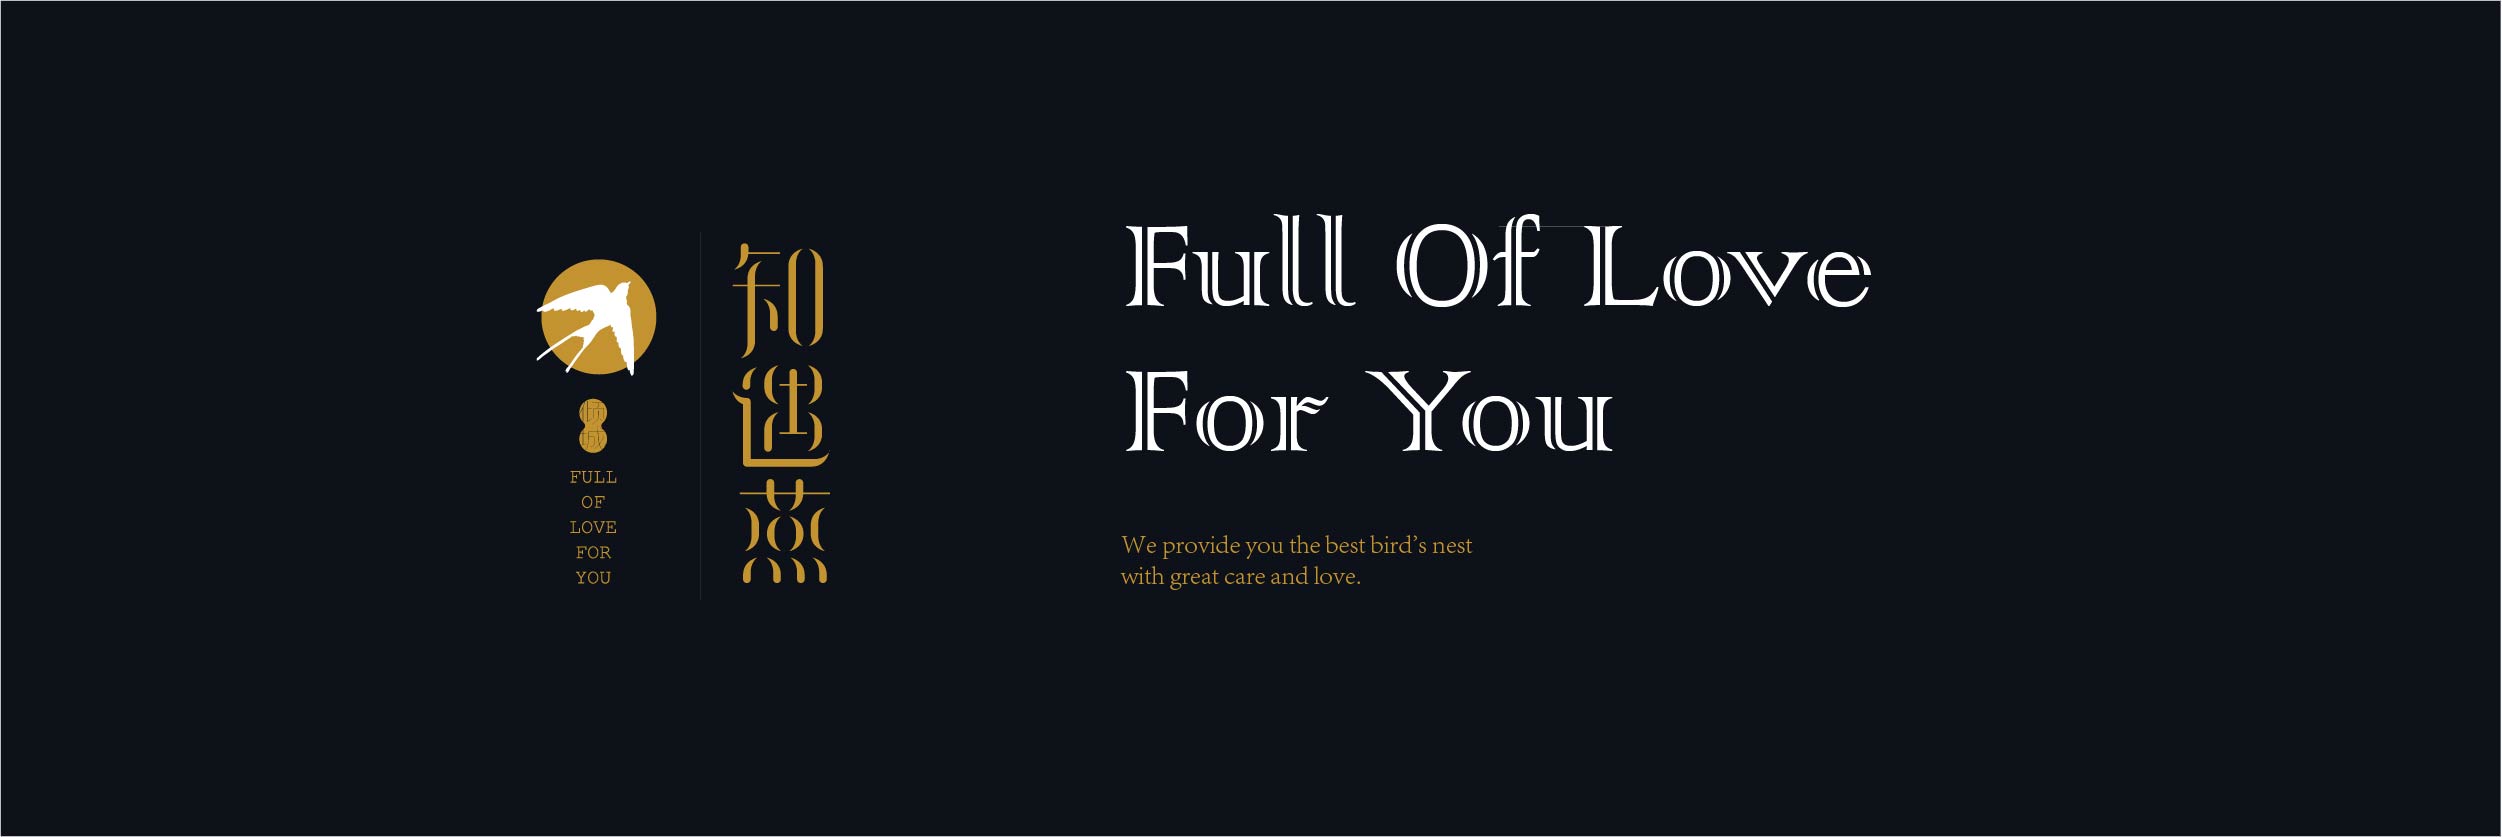 FULL
OF
LOVE
FOR
YOU
知遇燕
Full Of Love
For You
We provide you the best bird’s nest
with great care and love.